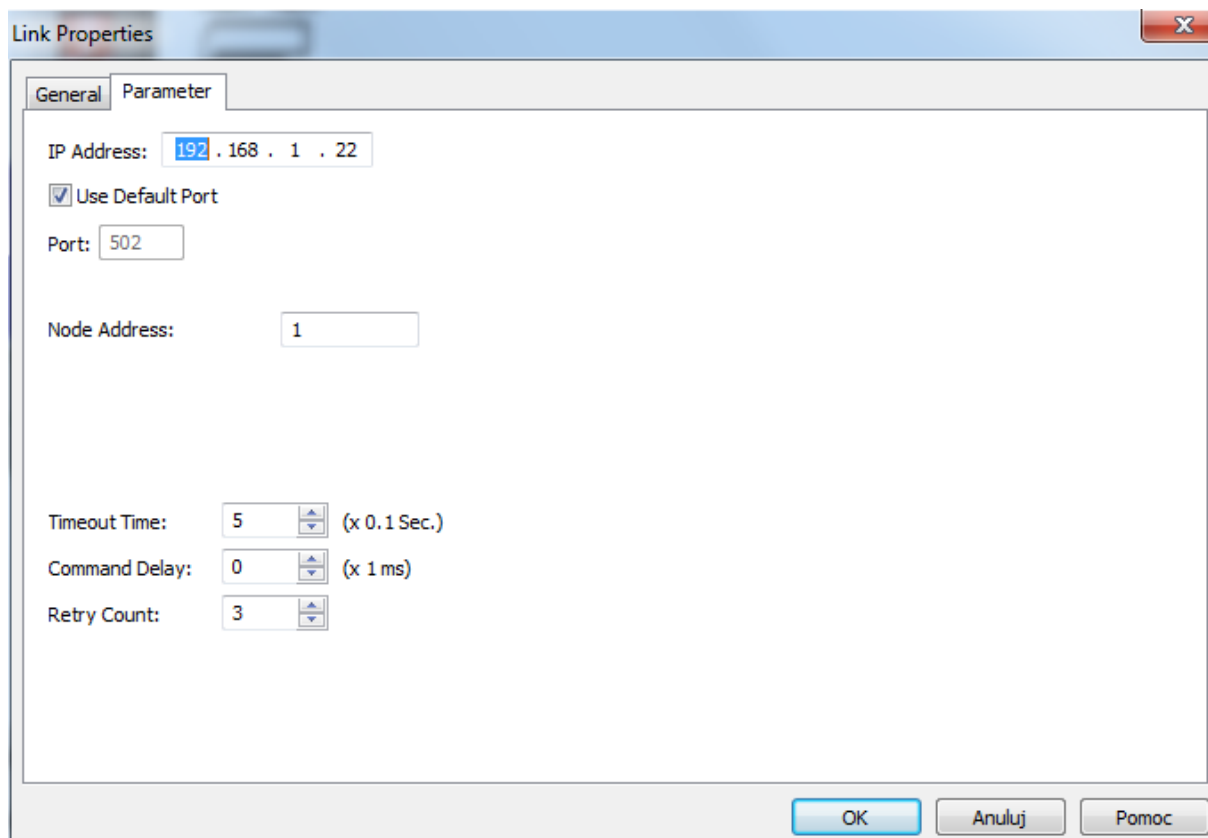 Link Properties
General Parameter
IP Address: 192 . 168 . 1 . 22
Use Default Port
Port: 502
Node Address: 1
Timeout Time: 5 (x 0.1 Sec.)
Command Delay: 0 (x 1 ms)
Retry Count: 3
OK Anuluj Pomoc